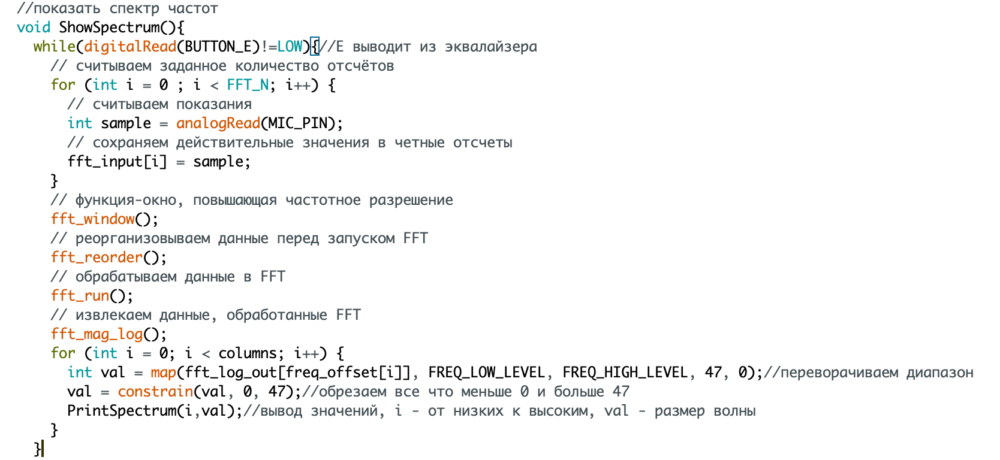 //показать спектр частот
void ShowSpectrum(){
  while(digitalRead(BUTTON_E)!=LOW){//E выводит из эквалайзера
    // считываем заданное количество отсчётов
    for (int i = 0 ; i < FFT_N; i++) {
      // считываем показания
      int sample = analogRead(MIC_PIN);
      // сохраняем действительные значения в четные отсчеты
      fft_input[i] = sample;
    }
    // функция-окно, повышающая частотное разрешение
    fft_window();
    // реорганизовываем данные перед запуском FFT
    fft_reorder();
    // обрабатываем данные в FFT
    fft_run();
    // извлекаем данные, обработанные FFT
    fft_mag_log();
    for (int i = 0; i < columns; i++) {
      int val = map(fft_log_out[freq_offset[i]], FREQ_LOW_LEVEL, FREQ_HIGH_LEVEL, 47, 0);//переворачиваем диапазон
      val = constrain(val, 0, 47);//обрезаем все что меньше 0 и больше 47
      PrintSpectrum(i,val);//вывод значений, i - от низких к высоким, val - размер волны
    }
  }